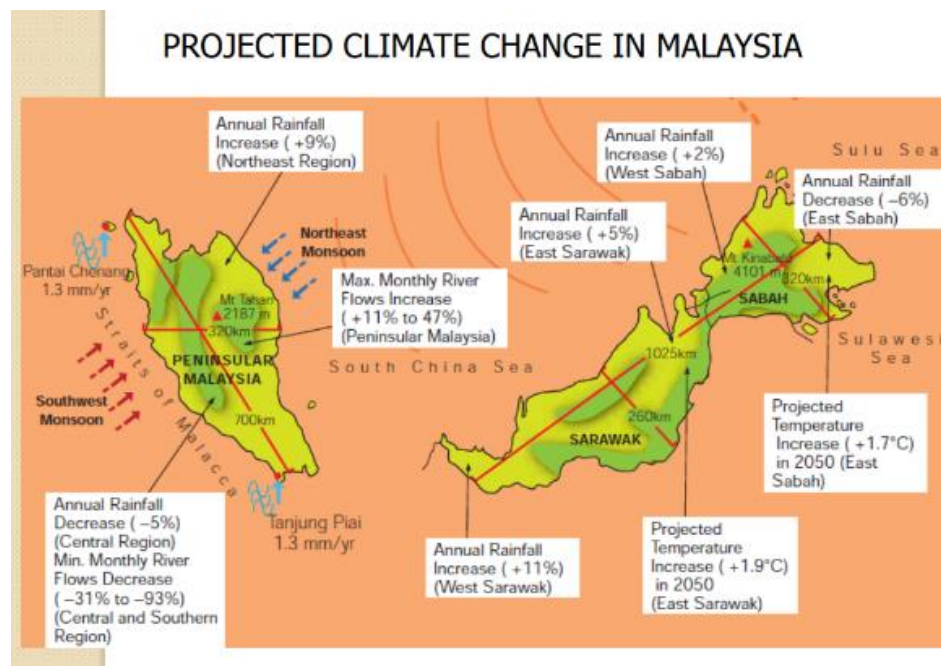 PROJECTED CLIMATE CHANGE IN MALAYSIA
Annual Rainfall
Increase ( +9%)
(Northeast Region)
Annual Rainfall
Increase ( +2%)
(West Sabah)
Sulu Sea
Annual Rainfall
Decrease ( –6%)
(East Sabah)
Annual Rainfall
Increase ( +5%)
(East Sarawak)
Northeast
Monsoon
Pantai Chenang
1.3 mm/yr
Max. Monthly River
Flows Increase
( +11% to 47%)
(Peninsular Malaysia)
Mt Tahan
2187 m
320km
PENINSULAR
MALAYSIA
700km
Straits of Malacca
Southwest
Monsoon
South China Sea
Mt. Kinabalu
4101 m
320km
SABAH
Sulawesi
Sea
1025km
260km
SARAWAK
Projected
Temperature
Increase ( +1.7°C)
in 2050 (East
Sabah)
Annual Rainfall
Decrease ( –5%)
(Central Region)
Min. Monthly River
Flows Decrease
( –31% to –93%)
(Central and Southern
Region)
Tanjung Piai
1.3 mm/yr
Annual Rainfall
Increase ( +11%)
(West Sarawak)
Projected
Temperature
Increase ( +1.9°C)
in 2050
(East Sarawak)